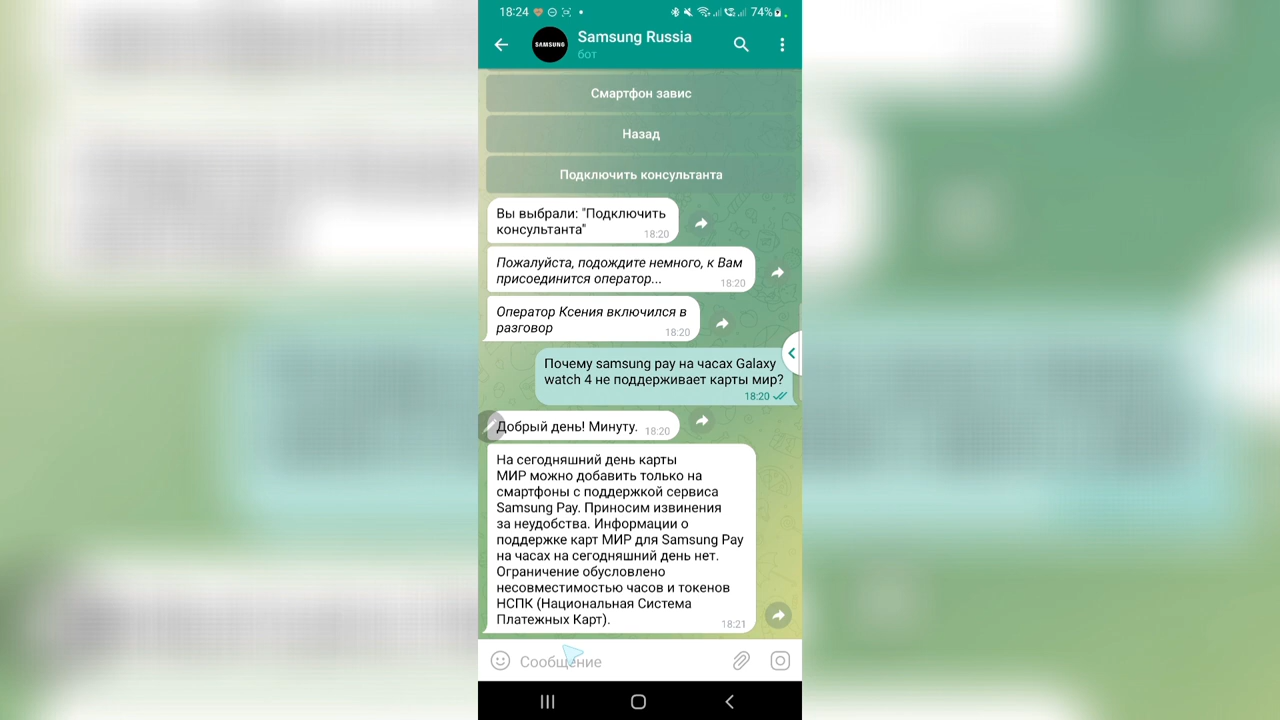 18:24
74%
SAMSUNG
Samsung Russia
бот
Смартфон завис
Назад
Подключить консультанта
Вы выбрали: "Подключить
консультанта"
18:20
Пожалуйста, подождите немного, к Вам
присоединится оператор...
18:20
Оператор Ксения включился в
разговор
18:20
Почему samsung pay на часах Galaxy
watch 4 не поддерживает карты мир?
18:20
Добрый день! Минуту.
18:20
На сегодняшний день карты
МИР можно добавить только на
смартфоны с поддержкой сервиса
Samsung Pay. Приносим извинения
за неудобства. Информации о
поддержке карт МИР для Samsung Pay
на часах на сегодняшний день нет.
Ограничение обусловлено
несовместимостью часов и токенов
НСПК (Национальная Система
Платежных Карт).
18:21
Сообщение